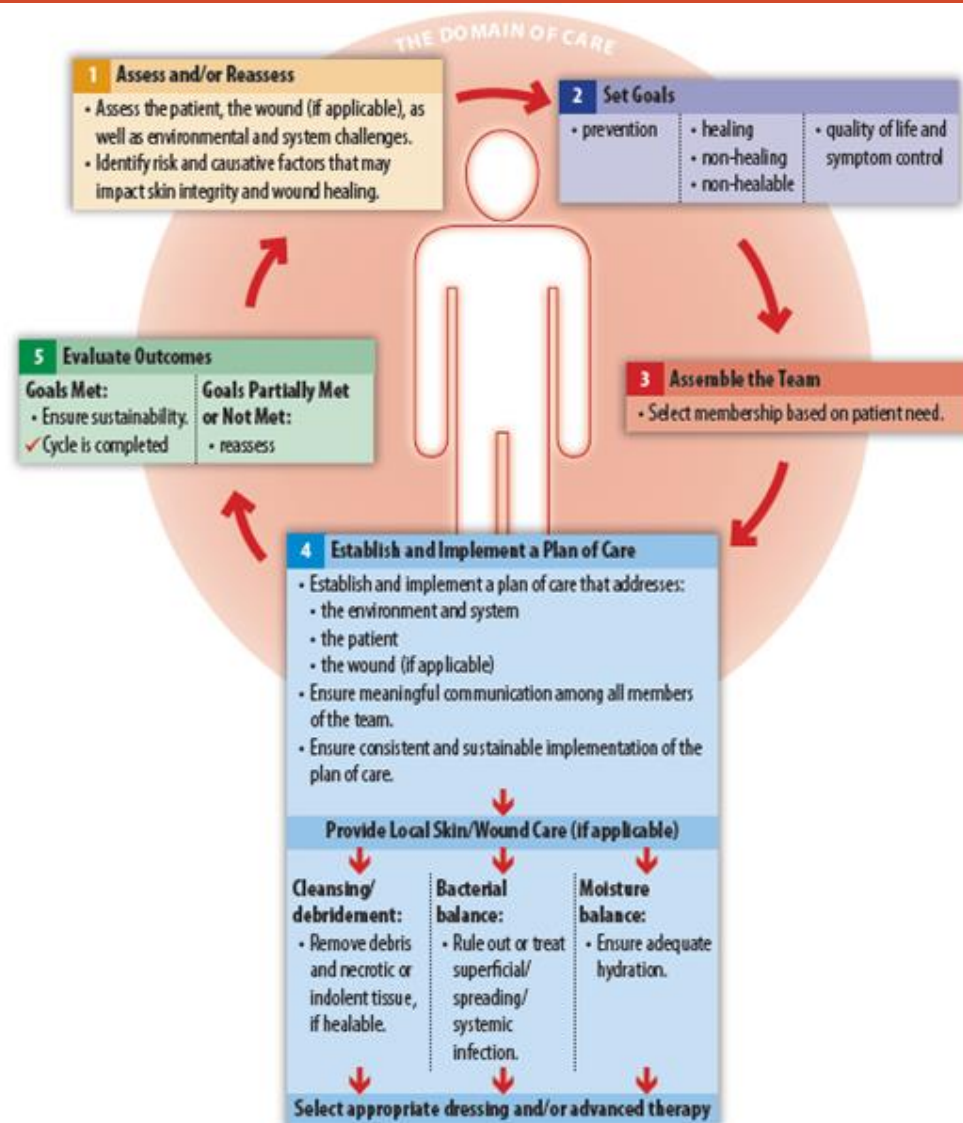 THE DOMAIN OF CARE
1 Assess and/or Reassess
• Assess the patient, the wound (if applicable), as
well as environmental and system challenges.
• Identify risk and causative factors that may
impact skin integrity and wound healing.
2 Set Goals
• prevention
• healing
• non-healing
• non-healable
• quality of life and
symptom control
3 Assemble the Team
• Select membership based on patient need.
4 Establish and Implement a Plan of Care
• Establish and implement a plan of care that addresses:
• the environment and system
• the patient
• the wound (if applicable)
• Ensure meaningful communication among all members
of the team.
• Ensure consistent and sustainable implementation of the
plan of care.
Provide Local Skin/Wound Care (if applicable)
Cleansing/
debridement:
• Remove debris
and necrotic or
indolent tissue,
if healable.
Bacterial
balance:
• Rule out or treat
superficial/
spreading/
systemic
infection.
Moisture
balance:
• Ensure adequate
hydration.
Select appropriate dressing and/or advanced therapy
5 Evaluate Outcomes
Goals Met:
• Ensure sustainability.
✓ Cycle is completed
Goals Partially Met
or Not Met:
• reassess